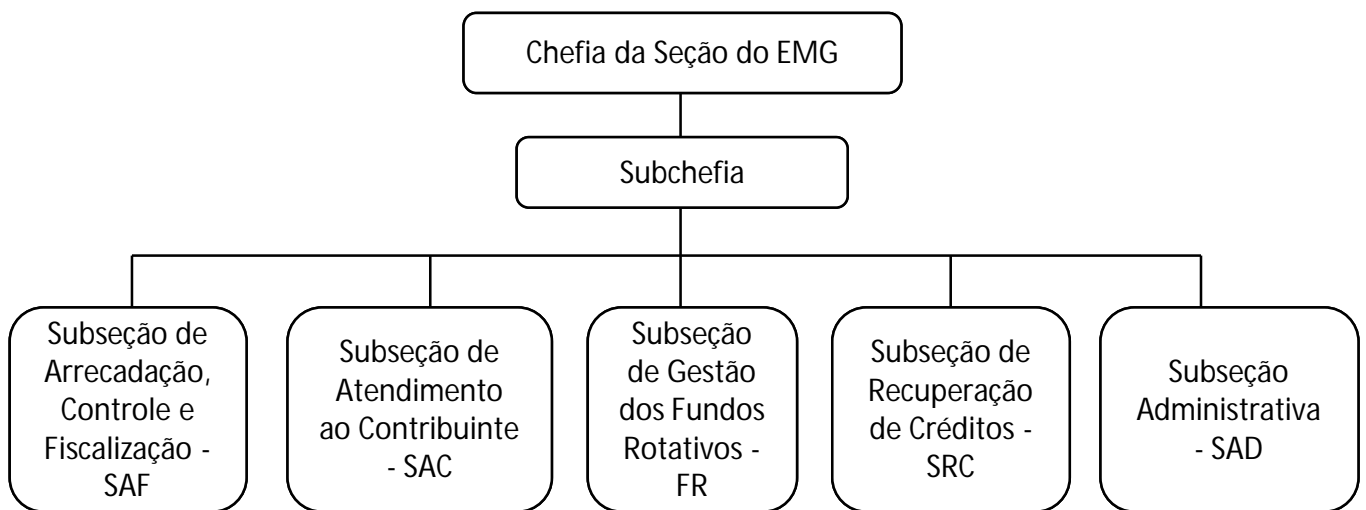 Chefia da Seção do EMG
Subchefia
Subseção de
Arrecadação,
Controle e
Fiscalização -
SAF
Subseção de
Atendimento
ao Contribuinte
- SAC
Subseção
de Gestão
dos Fundos
Rotativos -
FR
Subseção de
Recuperação
de Créditos -
SRC
Subseção
Administrativa
- SAD